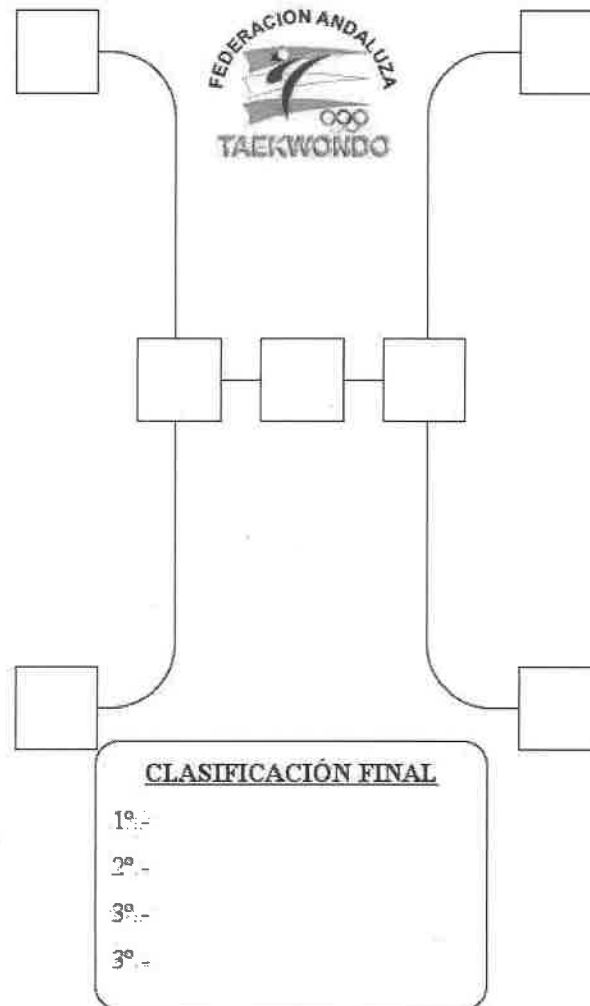 FEDERACION ANDALUZA
TAEKWONDO
CLASIFICACIÓN FINAL
1º.-
2º.-
3º.-
3º.-